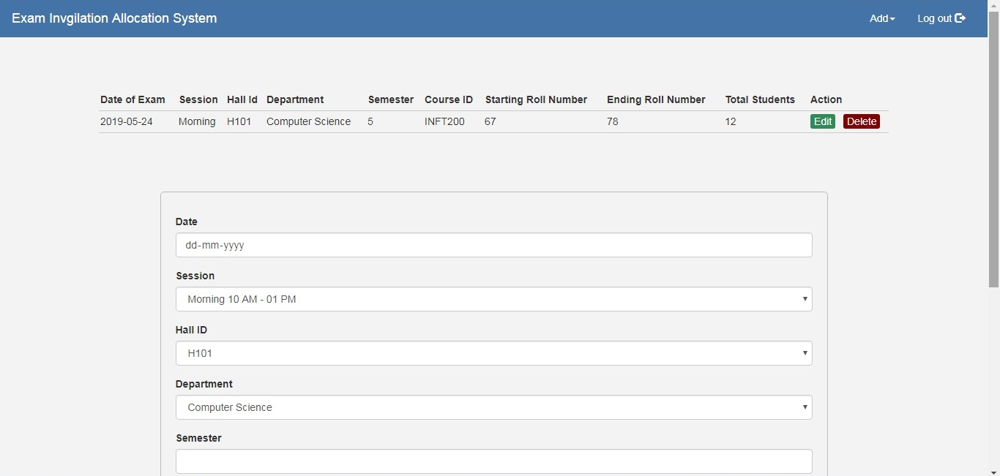 Exam Invgilation Allocation System Add Log out
Date of Exam Session Hall Id Department Semester Course ID Starting Roll Number Ending Roll Number Total Students Action
2019-05-24 Morning H101 Computer Science 5 INFT200 67 78 12 Edit Delete
Date
dd-mm-yyyy
Session
Morning 10 AM - 01 PM
Hall ID
H101
Department
Computer Science
Semester